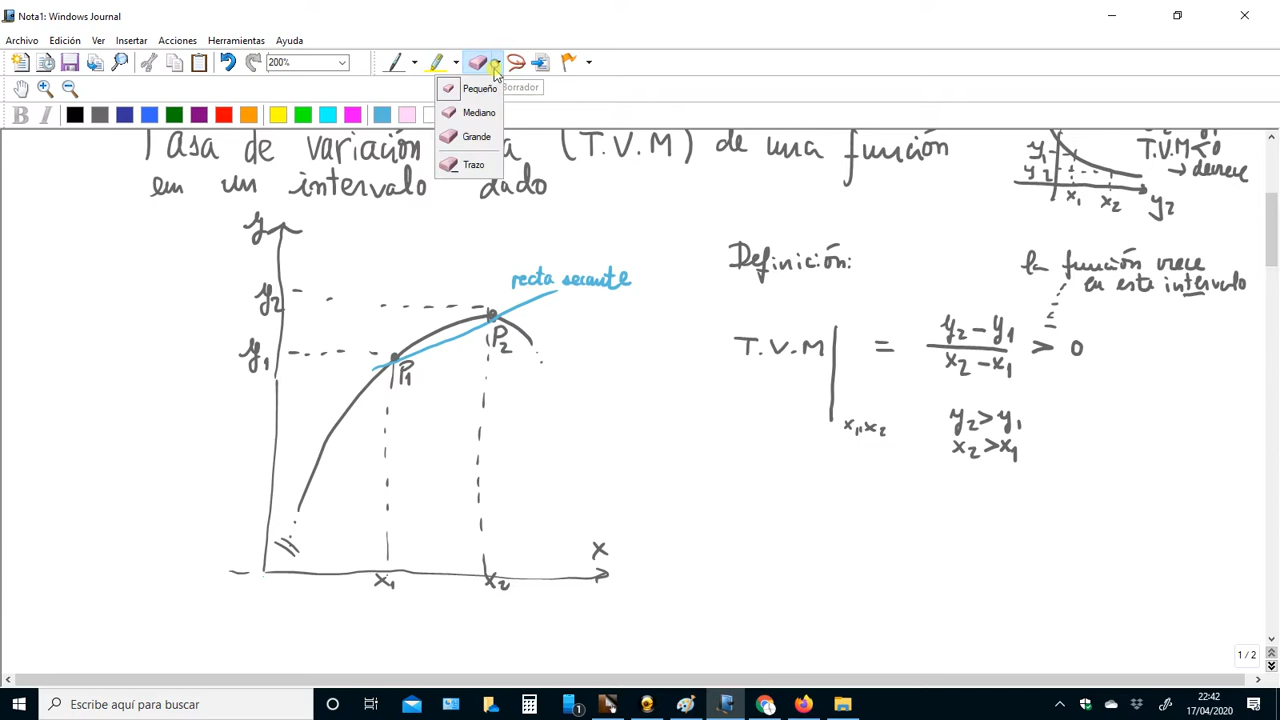 Nota1: Windows Journal
Archivo Edición Ver Insertar Acciones Herramientas Ayuda
200%
Borrador
Pequeño
Mediano
Grande
Trazo
B I
Tasa de variación a (T.V.M) de una función
en un intervalo dado
y1
y2
x1 x2
y2
T.V.M<0
→ decrece
y
y2
y1
recta secante
P1
P2
x
x1 x2
Definición:
la función crece
en este intervalo
T.V.M = y2-y1 > 0
x2-x1
x1,x2
y2>y1
x2>x1
1 / 2
Escribe aquí para buscar
1
22:42
17/04/2020